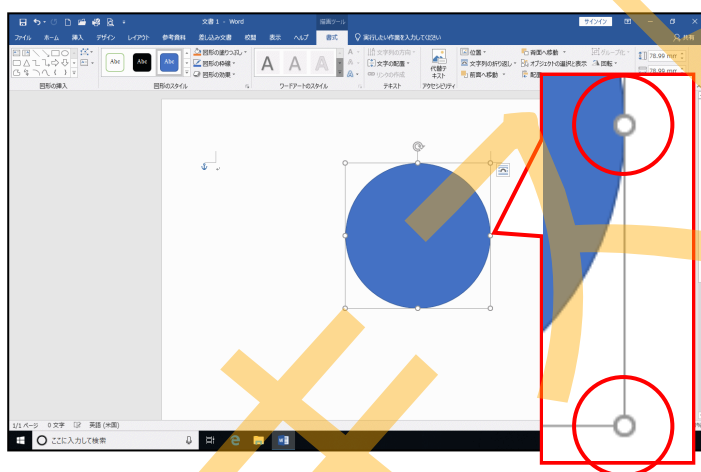 文書 1 - Word
描画ツール
サインイン
ファイル ホーム 挿入 デザイン レイアウト 参考資料 差し込み文書 校閲 表示 ヘルプ 書式 実行したい作業を入力してください
共有
Abc Abc Abc
図形の塗りつぶし
図形の枠線
図形の効果
A A A
文字列の方向
文字の配置
リンクの作成
代替テキスト
位置
文字列の折り返し
前面へ移動
背面へ移動
オブジェクトの選択と表示
配置
グループ化
回転
78.99 mm
78.99 mm
図形の挿入 図形のスタイル ワードアートのスタイル テキスト アクセシビリティ
1/1 ページ 0 文字 英語 (米国)
ここに入力して検索